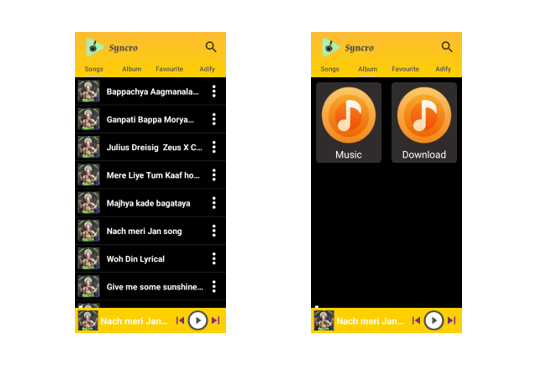 Syncro
Songs Album Favourite Adify
Bappachya Aagmanala...
Ganpati Bappa Morya...
Julius Dreisig Zeus X C...
Mere Liye Tum Kaaf ho...
Majhya kade bagataya
Nach meri Jan song
Woh Din Lyrical
Give me some sunshine...
Nach meri Jan...
Syncro
Songs Album Favourite Adify
Music Download
Nach meri Jan...